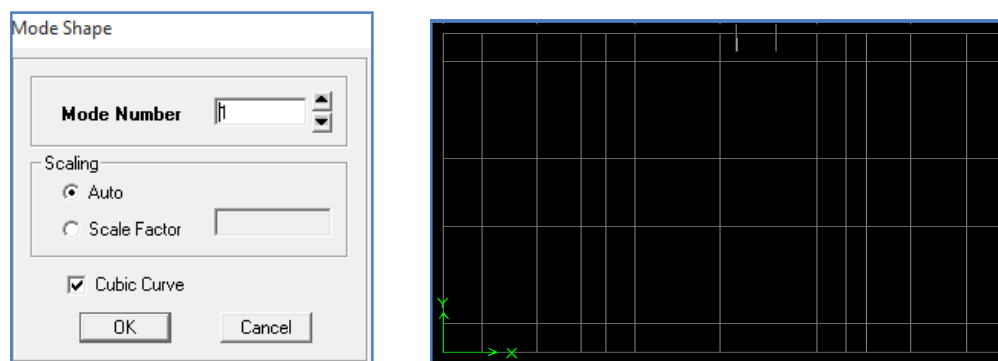 Mode Shape
Mode Number 1
Scaling
Auto
Scale Factor
Cubic Curve
OK Cancel
Y
X